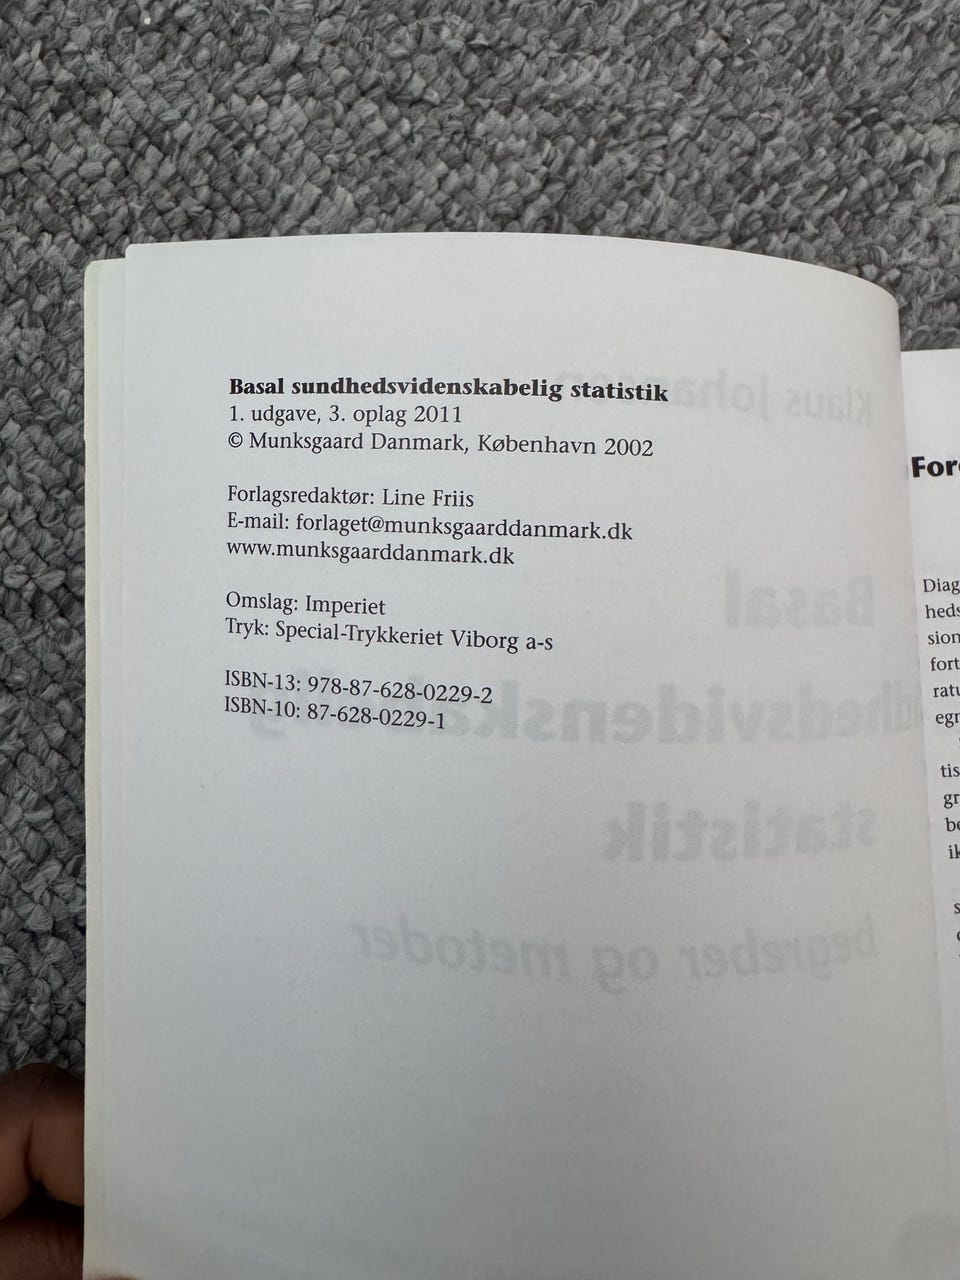 Basal sundhedsvidenskabelig statistik
1. udgave, 3. oplag 2011
© Munksgaard Danmark, København 2002
Forlagsredaktør: Line Friis
E-mail: forlaget@munksgaarddanmark.dk
www.munksgaarddanmark.dk
Omslag: Imperiet
Tryk: Special-Trykkeriet Viborg a-s
ISBN-13: 978-87-628-0229-2
ISBN-10: 87-628-0229-1